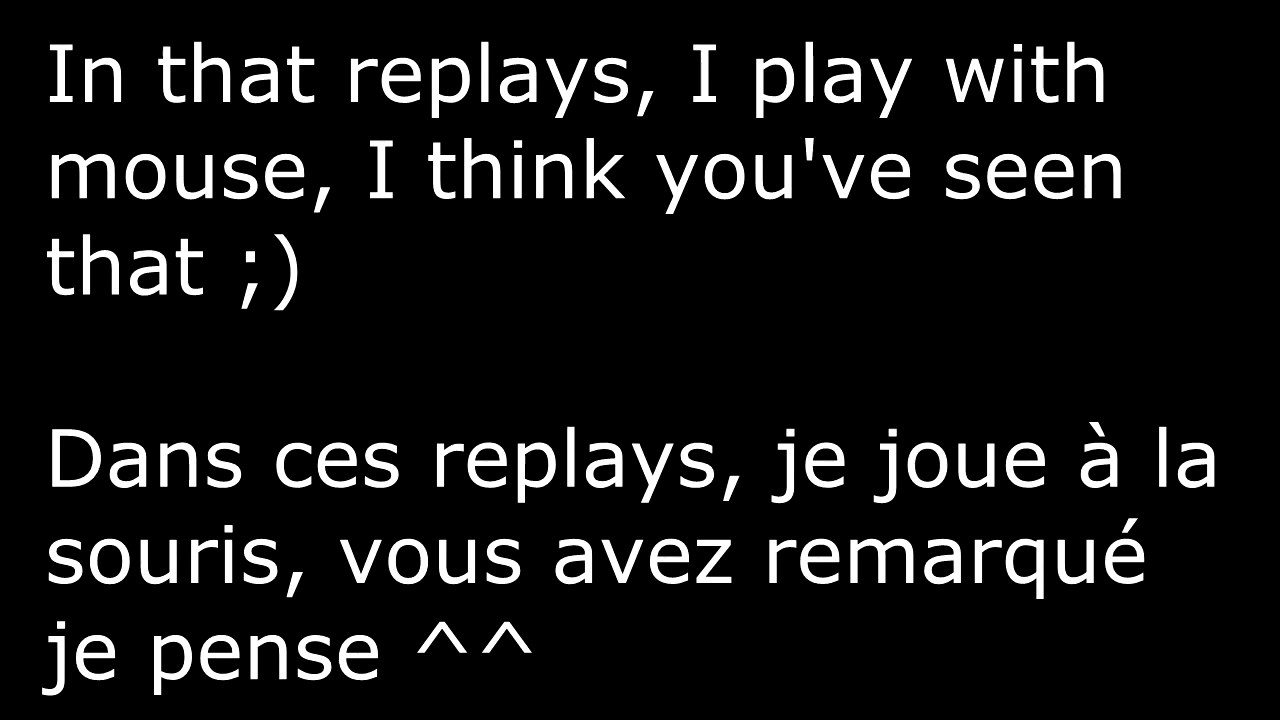 In that replays, I play with
mouse, I think you've seen
that ;)
Dans ces replays, je joue à la
souris, vous avez remarqué
je pense ^^